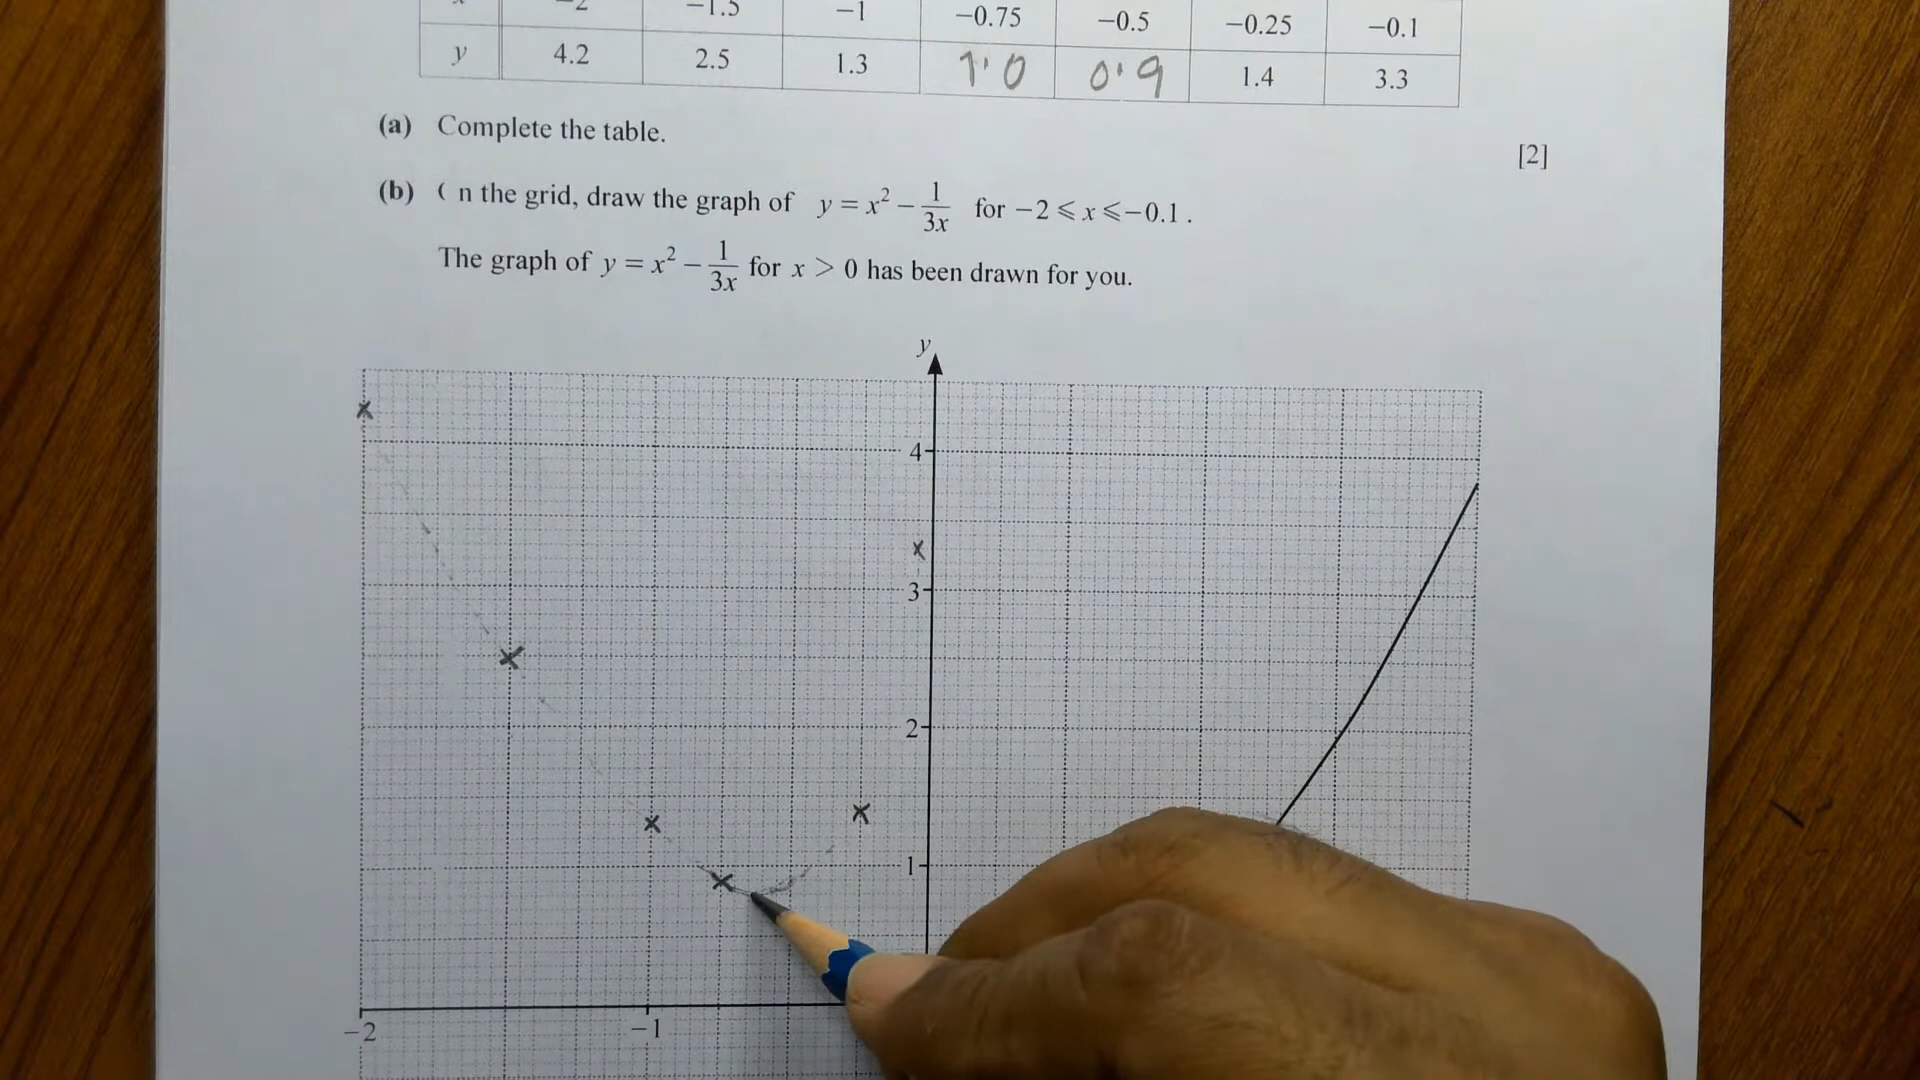 x −2 −1.5 −1 −0.75 −0.5 −0.25 −0.1
y 4.2 2.5 1.3 1.0 0.9 1.4 3.3
(a) Complete the table.
[2]
(b) ( n the grid, draw the graph of y = x² − 1/3x for −2 ⩽ x ⩽ −0.1 .
The graph of y = x² − 1/3x for x > 0 has been drawn for you.
y
4
3
2
1
−2 −1